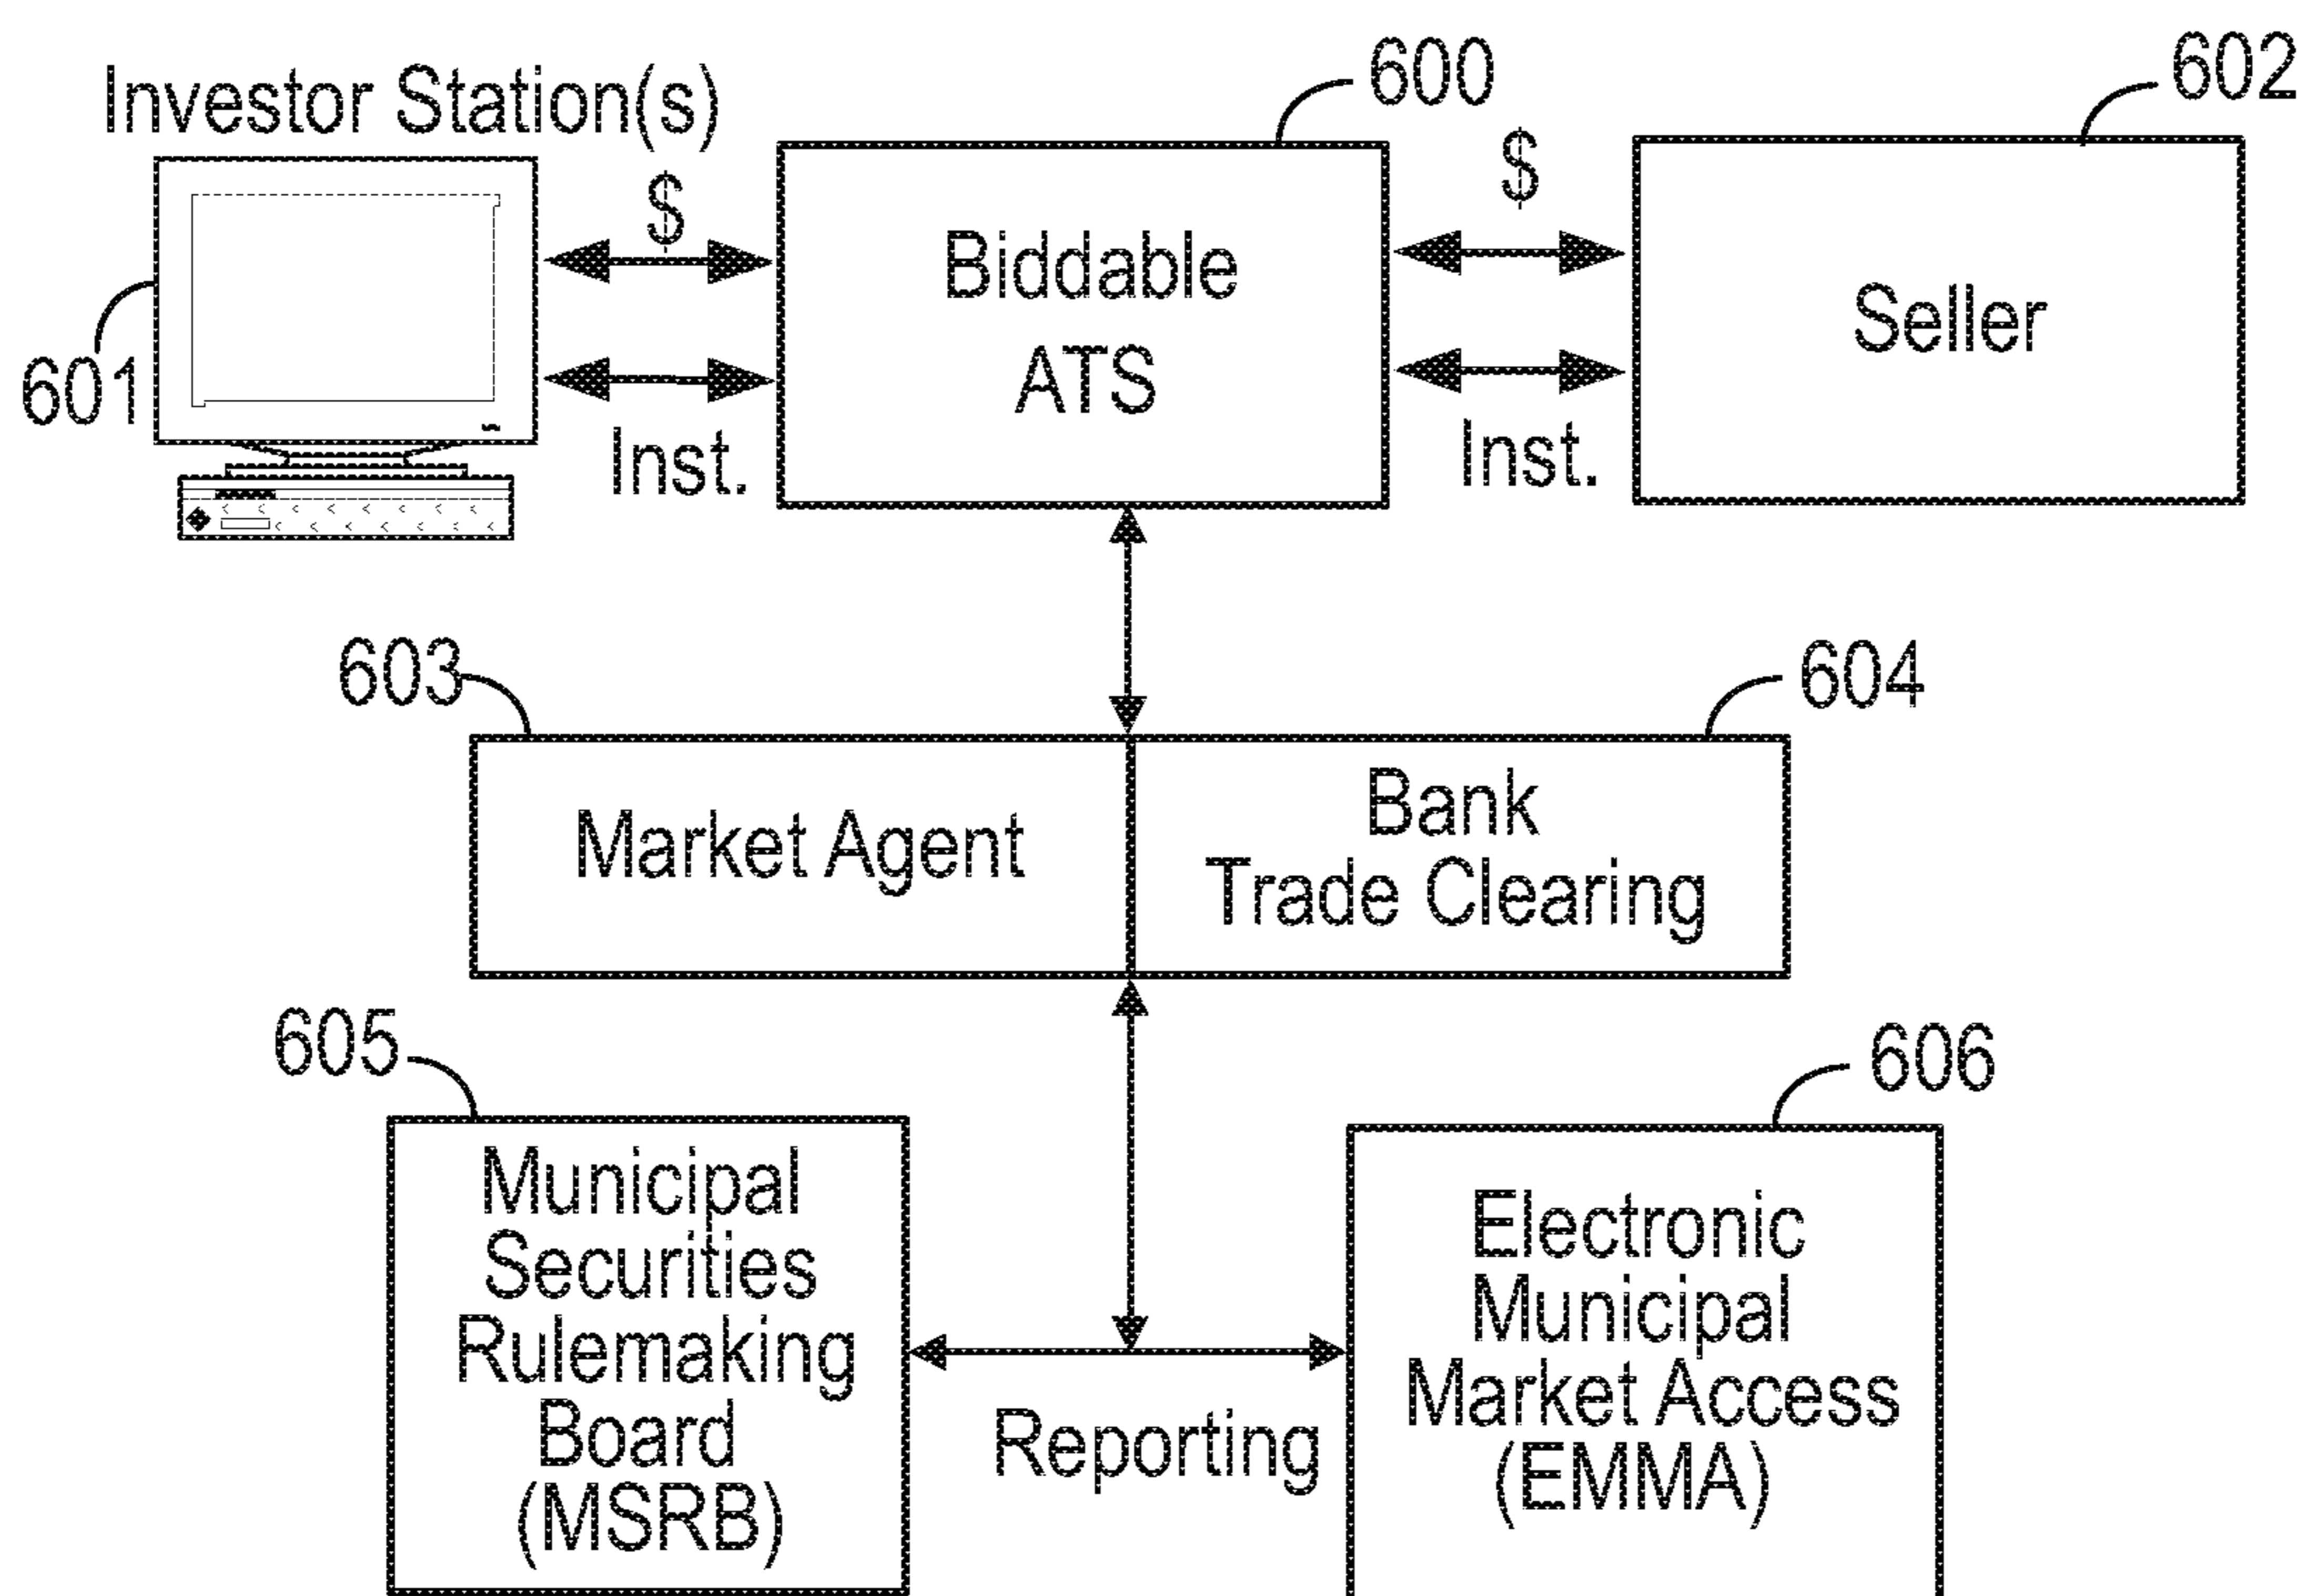 600
602
Investor Station(s)
$
$
Biddable
ATS
Seller
601
Inst.
Inst.
603
604
Market Agent
Bank
Trade Clearing
605
606
Municipal
Securities
Rulemaking
Board
(MSRB)
Reporting
Electronic
Municipal
Market Access
(EMMA)